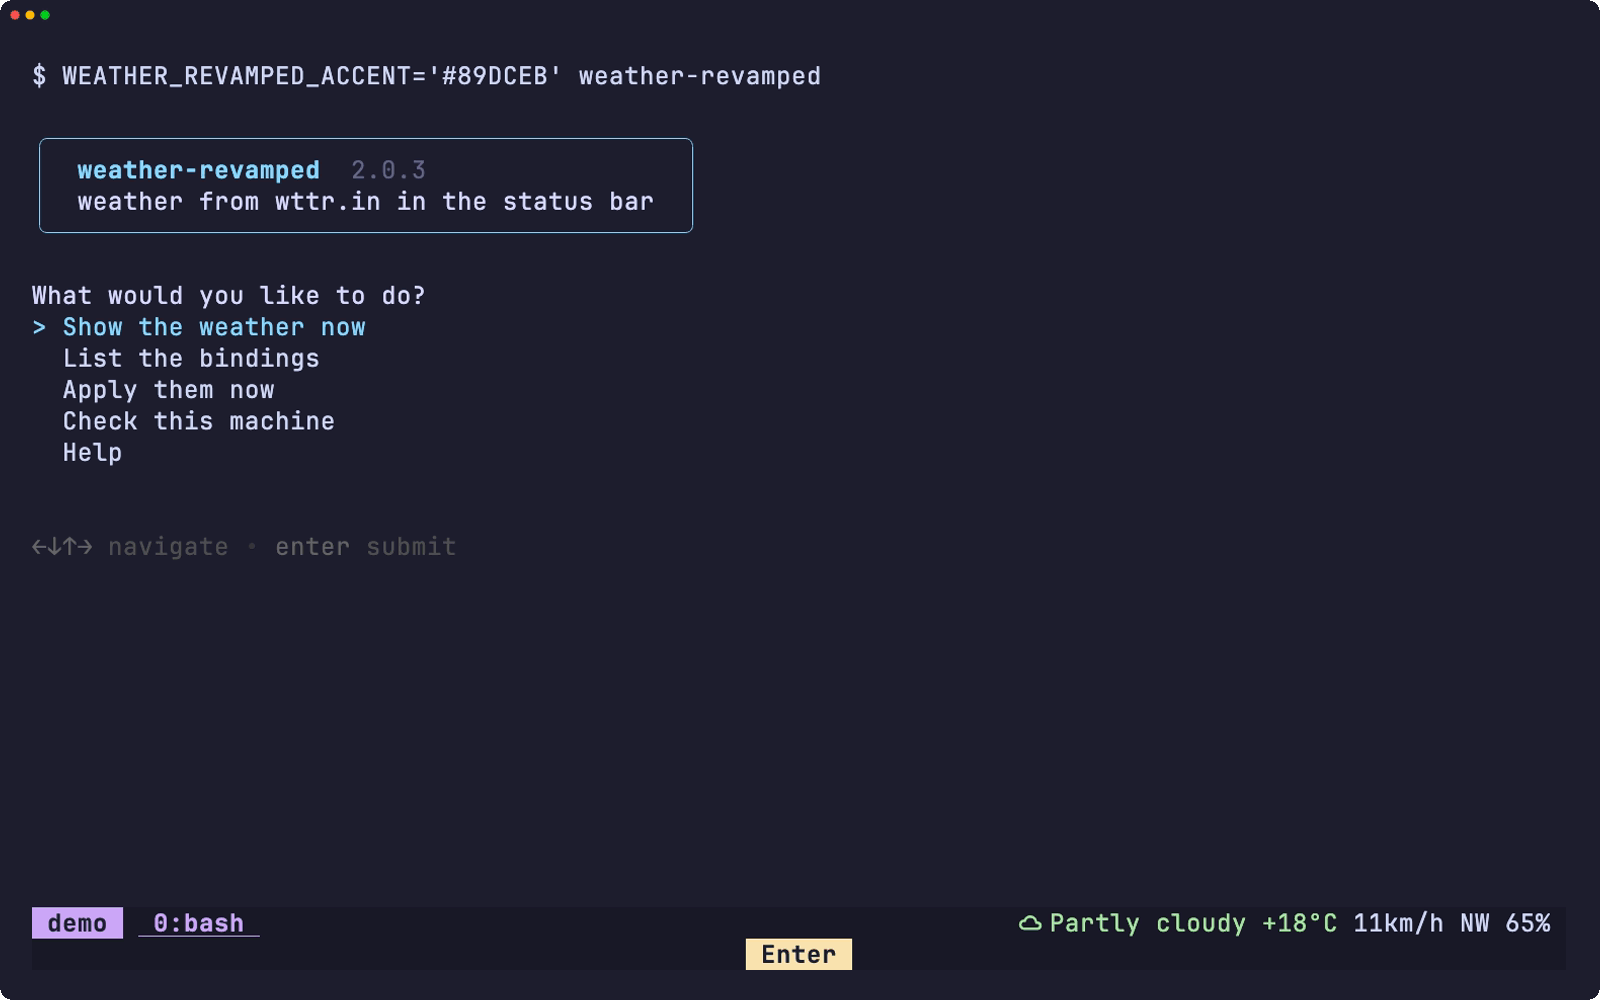 $ WEATHER_REVAMPED_ACCENT='#89DCEB' weather-revamped
weather-revamped 2.0.3
weather from wttr.in in the status bar
What would you like to do?
> Show the weather now
List the bindings
Apply them now
Check this machine
Help
←↓↑→ navigate • enter submit
demo 0:bash Partly cloudy +18°C 11km/h NW 65%
Enter